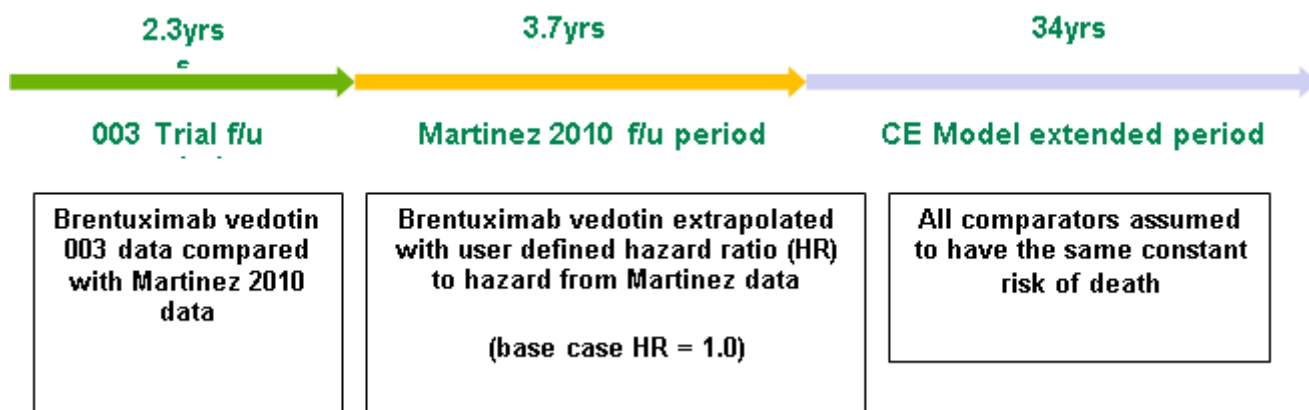 2.3yrs
3.7yrs
34yrs
003 Trial f/u
Martinez 2010 f/u period
CE Model extended period
Brentuximab vedotin
003 data compared
with Martinez 2010
data
Brentuximab vedotin extrapolated
with user defined hazard ratio (HR)
to hazard from Martinez data
(base case HR = 1.0)
All comparators assumed
to have the same constant
risk of death